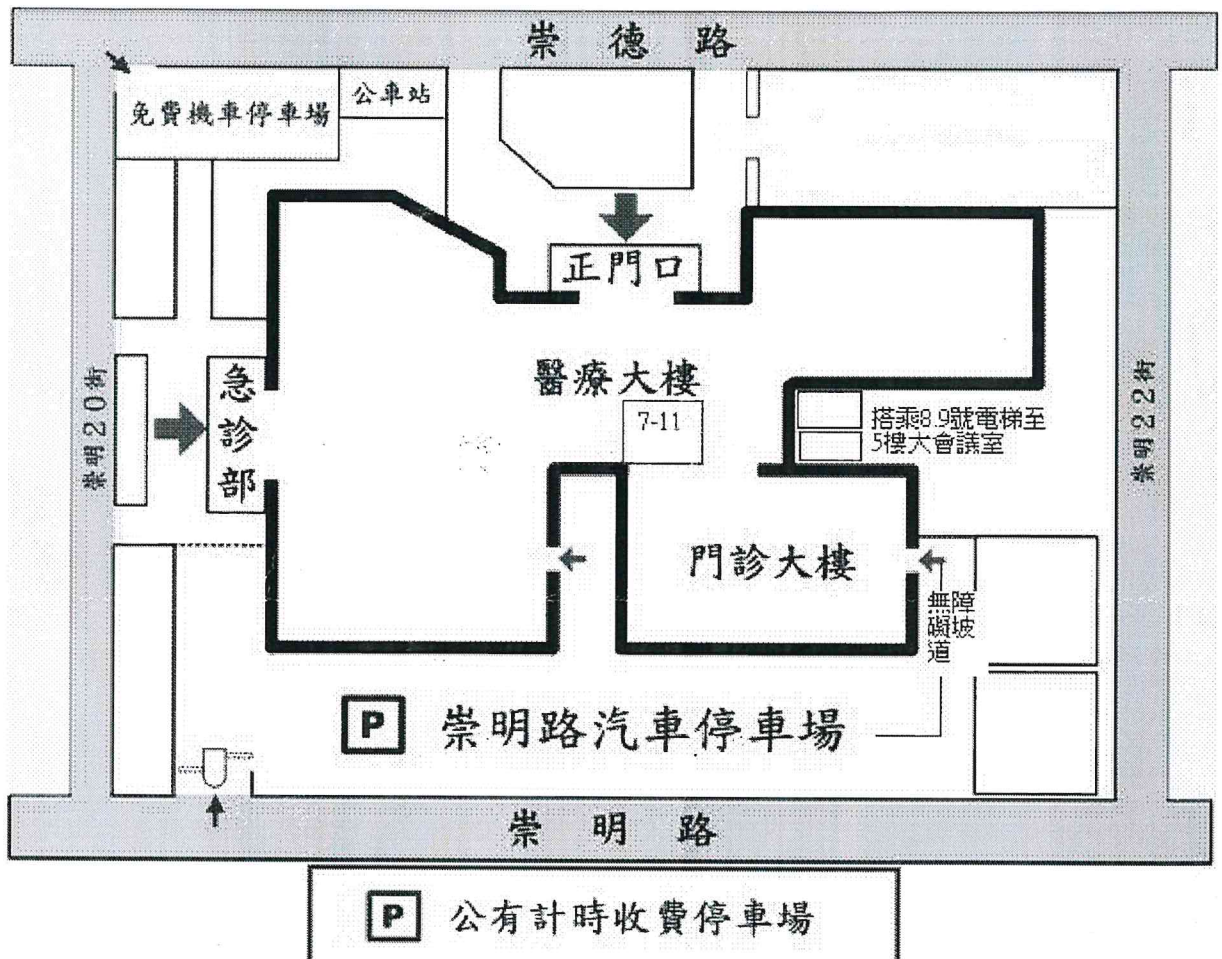 崇德路
免費機車停車場
公車站
正門口
醫療大樓
7-11
搭乘8.9號電梯至
5樓大會議室
急診部
崇明20街
崇明22街
門診大樓
無障
礙坡
道
P 崇明路汽車停車場
崇明路
P 公有計時收費停車場